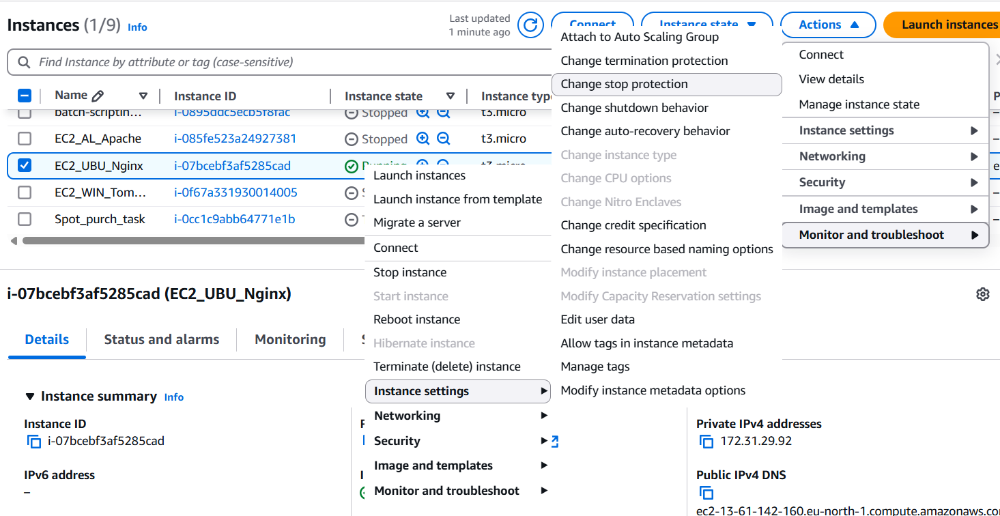 Instances (1/9) Info
Last updated
1 minute ago
Connect
Instance state
Actions
Launch instances
Find Instance by attribute or tag (case-sensitive)
Name
Instance ID
Instance state
Instance typ
batch-scriptin...
i-0895ddc5ecb5f8fac
Stopped
t3.micro
EC2_AL_Apache
i-085fe523a24927381
Stopped
t3.micro
EC2_UBU_Nginx
i-07bcebf3af5285cad
Running
t3.micro
EC2_WIN_Tom...
i-0f67a331930014005
Spot_purch_task
i-0cc1c9abb64771e1b
Attach to Auto Scaling Group
Change termination protection
Change stop protection
Change shutdown behavior
Change auto-recovery behavior
Change instance type
Change CPU options
Change Nitro Enclaves
Change credit specification
Change resource based naming options
Modify instance placement
Modify Capacity Reservation settings
Edit user data
Allow tags in instance metadata
Manage tags
Modify instance metadata options
Connect
View details
Manage instance state
Instance settings
Networking
Security
Image and templates
Monitor and troubleshoot
Launch instances
Launch instance from template
Migrate a server
Connect
Stop instance
Start instance
Reboot instance
Hibernate instance
Terminate (delete) instance
Instance settings
Networking
Security
Image and templates
Monitor and troubleshoot
i-07bcebf3af5285cad (EC2_UBU_Nginx)
Details
Status and alarms
Monitoring
Instance summary Info
Instance ID
i-07bcebf3af5285cad
IPv6 address
–
Private IPv4 addresses
172.31.29.92
Public IPv4 DNS
ec2-13-61-142-160.eu-north-1.compute.amazonaws.co